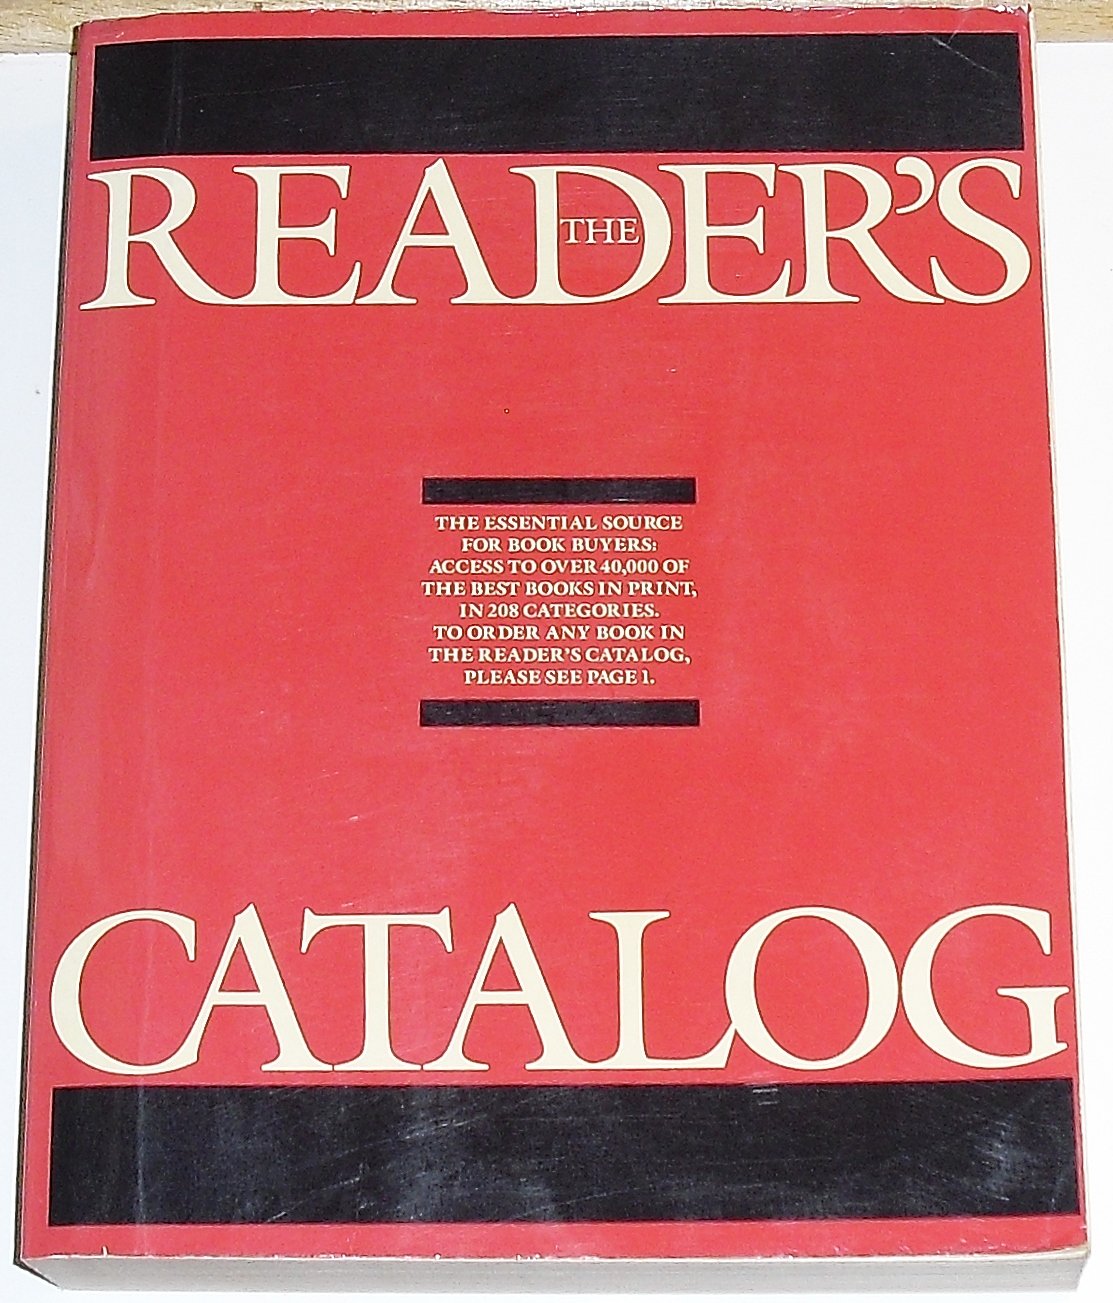 THE
READER'S
THE ESSENTIAL SOURCE
FOR BOOK BUYERS:
ACCESS TO OVER 40,000 OF
THE BEST BOOKS IN PRINT,
IN 208 CATEGORIES.
TO ORDER ANY BOOK IN
THE READER'S CATALOG,
PLEASE SEE PAGE 1.
CATALOG